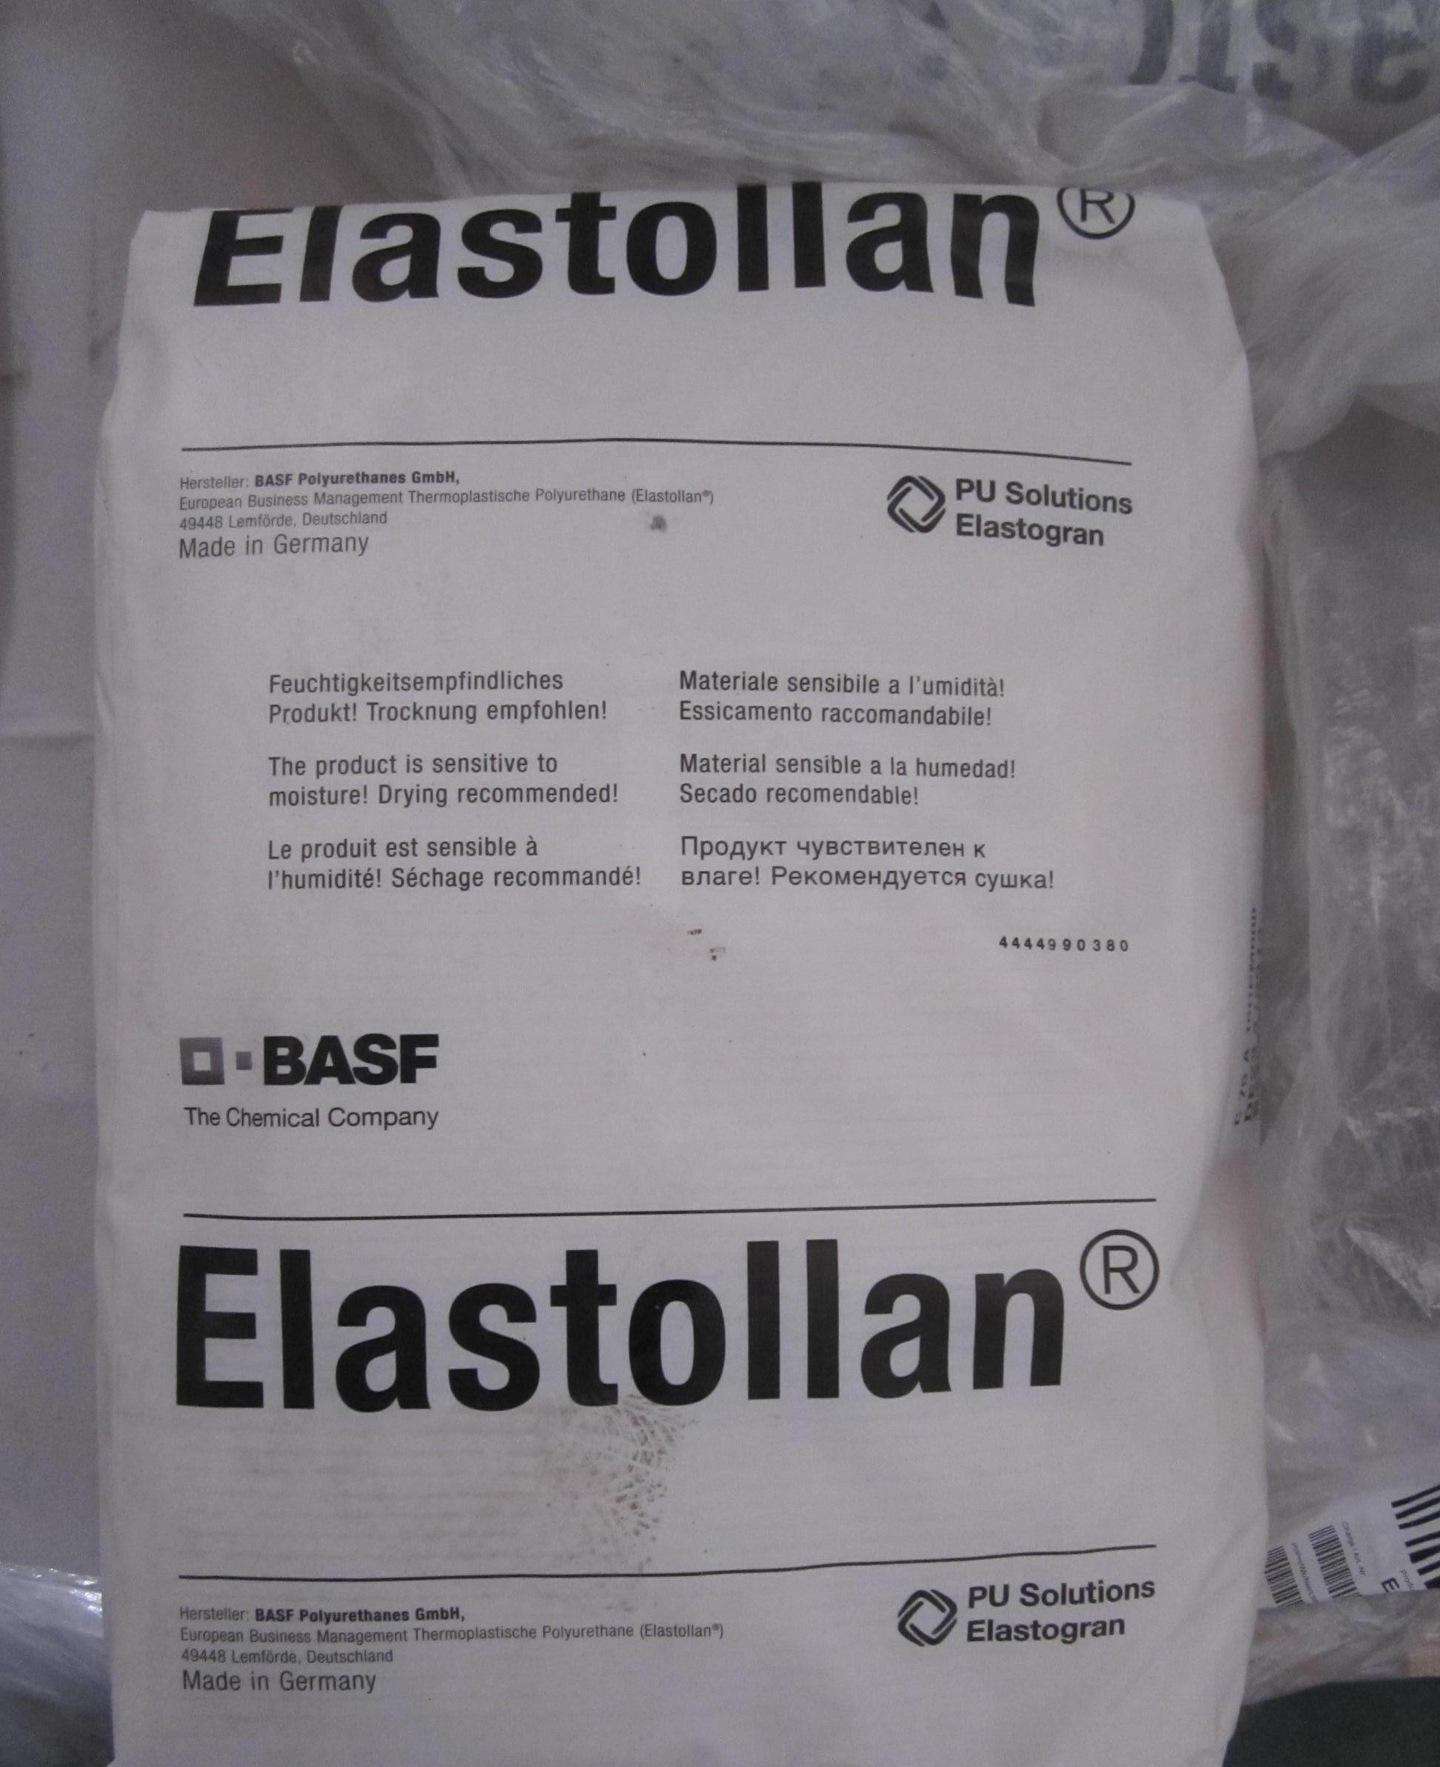 Elastollan®
Hersteller: BASF Polyurethanes GmbH,
European Business Management Thermoplastische Polyurethane (Elastollan®)
49448 Lemförde, Deutschland
Made in Germany
PU Solutions
Elastogran
Feuchtigkeitsempfindliches
Produkt! Trocknung empfohlen!
The product is sensitive to
moisture! Drying recommended!
Le produit est sensible à
l'humidité! Séchage recommandé!
Materiale sensibile a l'umidità!
Essicamento raccomandabile!
Material sensible a la humedad!
Secado recomendable!
Продукт чувствителен к
влаге! Рекомендуется сушка!
4444990380
BASF
The Chemical Company
Elastollan®
Hersteller: BASF Polyurethanes GmbH,
European Business Management Thermoplastische Polyurethane (Elastollan®)
49448 Lemförde, Deutschland
Made in Germany
PU Solutions
Elastogran